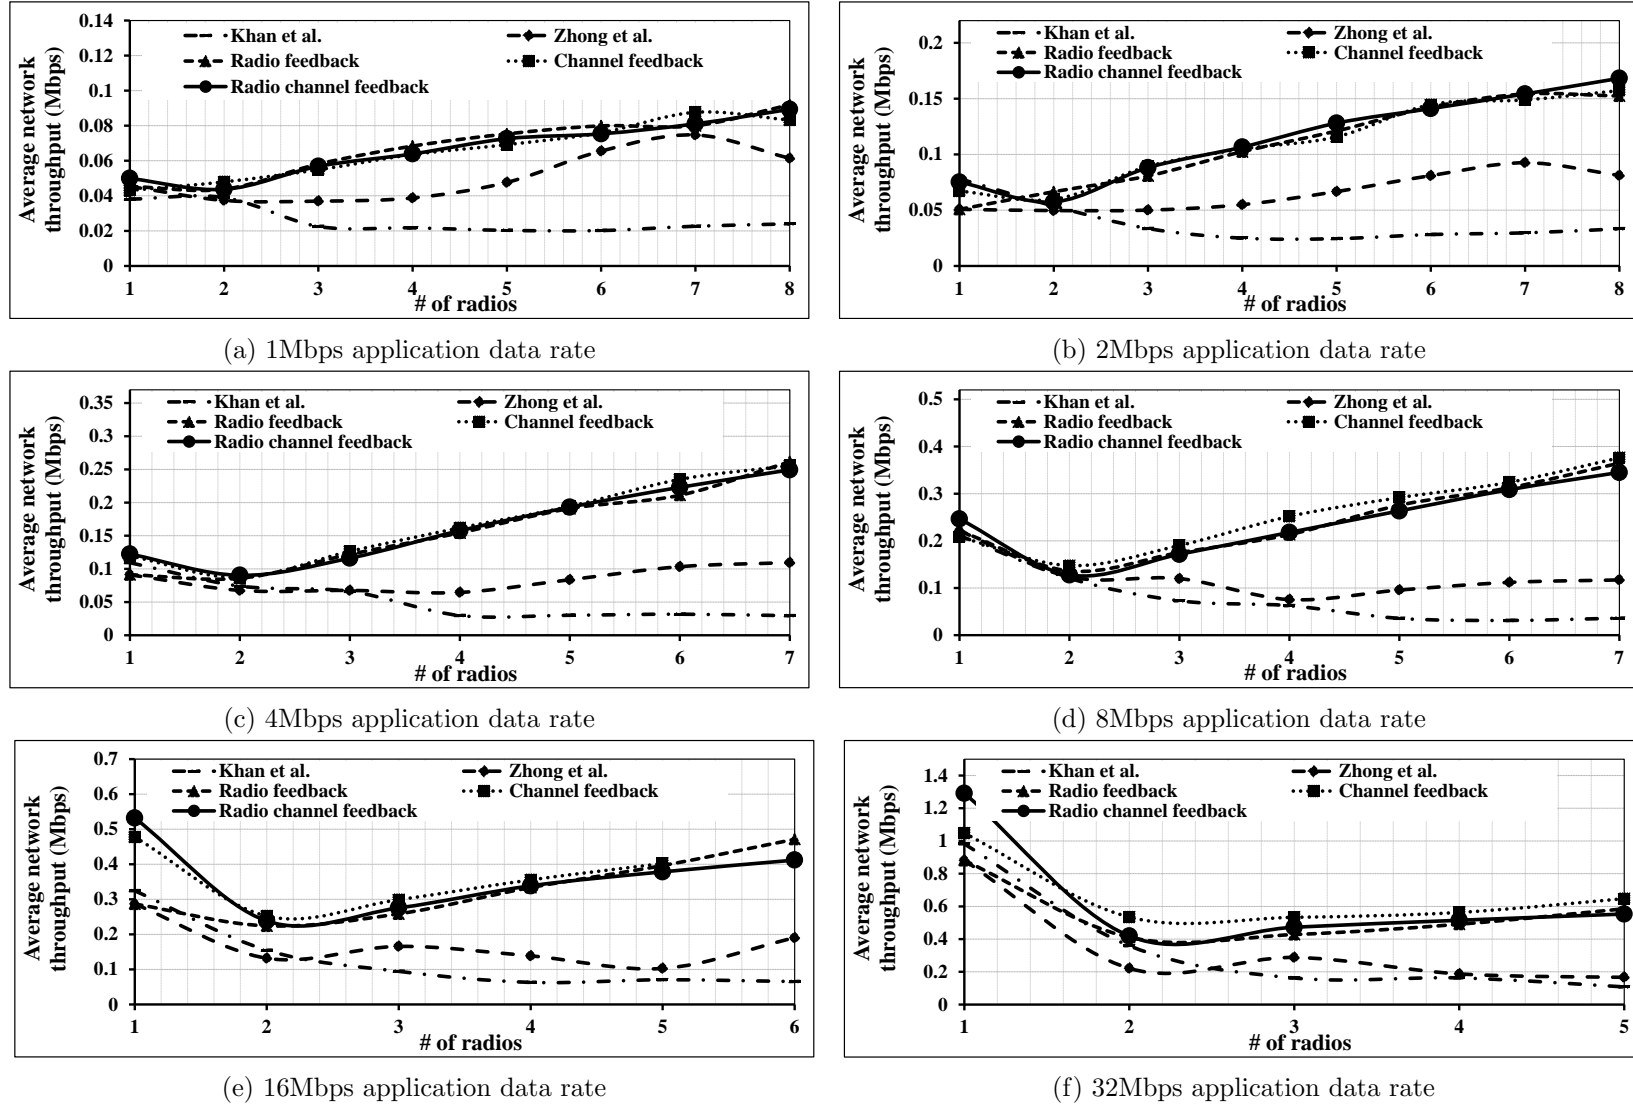 0.14
0.12
0.1
0.08
0.06
0.04
0.02
0
Average network
throughput (Mbps)
Khan et al.
Zhong et al.
Radio feedback
Channel feedback
Radio channel feedback
1 2 3 4 5 6 7 8
# of radios
(a) 1Mbps application data rate
0.2
0.15
0.1
0.05
0
Average network
throughput (Mbps)
Khan et al.
Zhong et al.
Radio feedback
Channel feedback
Radio channel feedback
1 2 3 4 5 6 7 8
# of radios
(b) 2Mbps application data rate
0.35
0.3
0.25
0.2
0.15
0.1
0.05
0
Average network
throughput (Mbps)
Khan et al.
Zhong et al.
Radio feedback
Channel feedback
Radio channel feedback
1 2 3 4 5 6 7
# of radios
(c) 4Mbps application data rate
0.5
0.4
0.3
0.2
0.1
0
Average network
throughput (Mbps)
Khan et al.
Zhong et al.
Radio feedback
Channel feedback
Radio channel feedback
1 2 3 4 5 6 7
# of radios
(d) 8Mbps application data rate
0.7
0.6
0.5
0.4
0.3
0.2
0.1
0
Average network
throughput (Mbps)
Khan et al.
Zhong et al.
Radio feedback
Channel feedback
Radio channel feedback
1 2 3 4 5 6
# of radios
(e) 16Mbps application data rate
1.4
1.2
1
0.8
0.6
0.4
0.2
0
Average network
throughput (Mbps)
Khan et al.
Zhong et al.
Radio feedback
Channel feedback
Radio channel feedback
1 2 3 4 5
# of radios
(f) 32Mbps application data rate